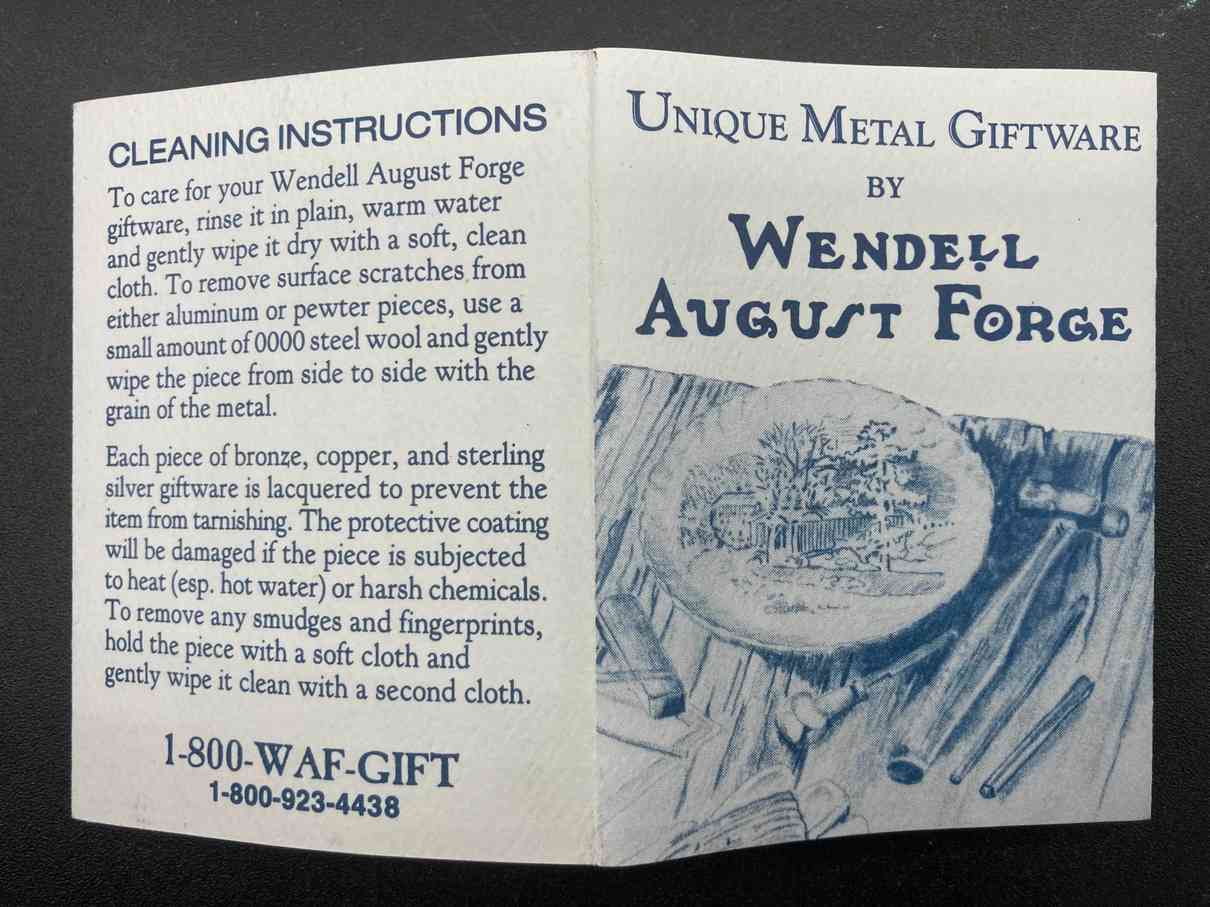 CLEANING INSTRUCTIONS
To care for your Wendell August Forge
giftware, rinse it in plain, warm water
and gently wipe it dry with a soft, clean
cloth. To remove surface scratches from
either aluminum or pewter pieces, use a
small amount of 0000 steel wool and gently
wipe the piece from side to side with the
grain of the metal.
Each piece of bronze, copper, and sterling
silver giftware is lacquered to prevent the
item from tarnishing. The protective coating
will be damaged if the piece is subjected
to heat (esp. hot water) or harsh chemicals.
To remove any smudges and fingerprints,
hold the piece with a soft cloth and
gently wipe it clean with a second cloth.
1-800-WAF-GIFT
1-800-923-4438
UNIQUE METAL GIFTWARE
BY
WENDELL
AUGUST FORGE